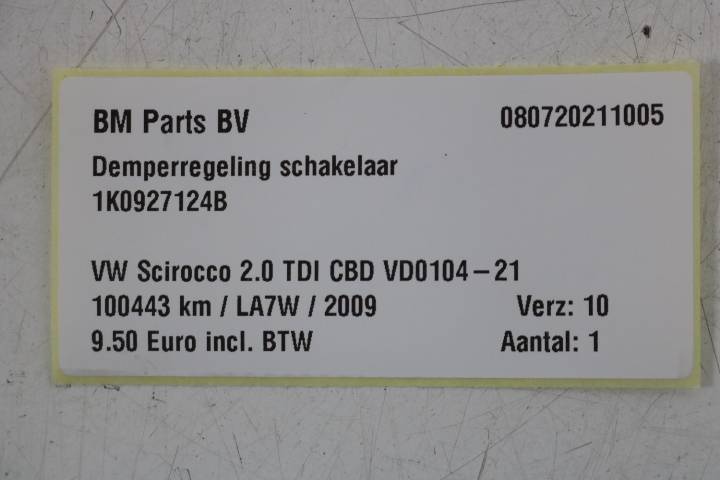 BM Parts BV 080720211005
Demperregeling schakelaar
1K0927124B
VW Scirocco 2.0 TDI CBD VD0104-21
100443 km / LA7W / 2009 Verz: 10
9.50 Euro incl. BTW Aantal: 1